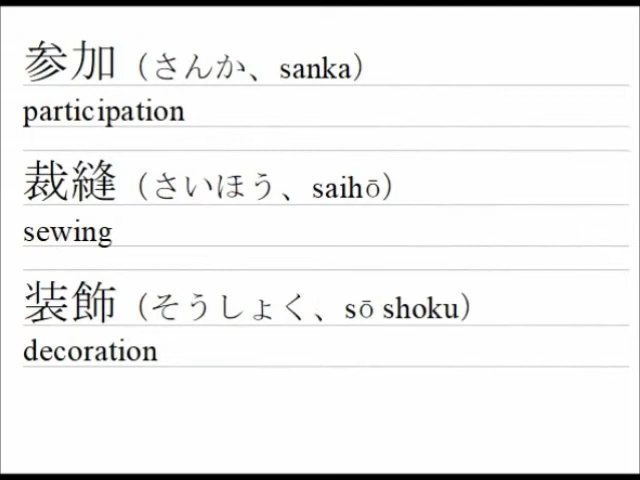 参加（さんか、sanka）
participation
裁縫（さいほう、saihō）
sewing
装飾（そうしょく、sō shoku）
decoration